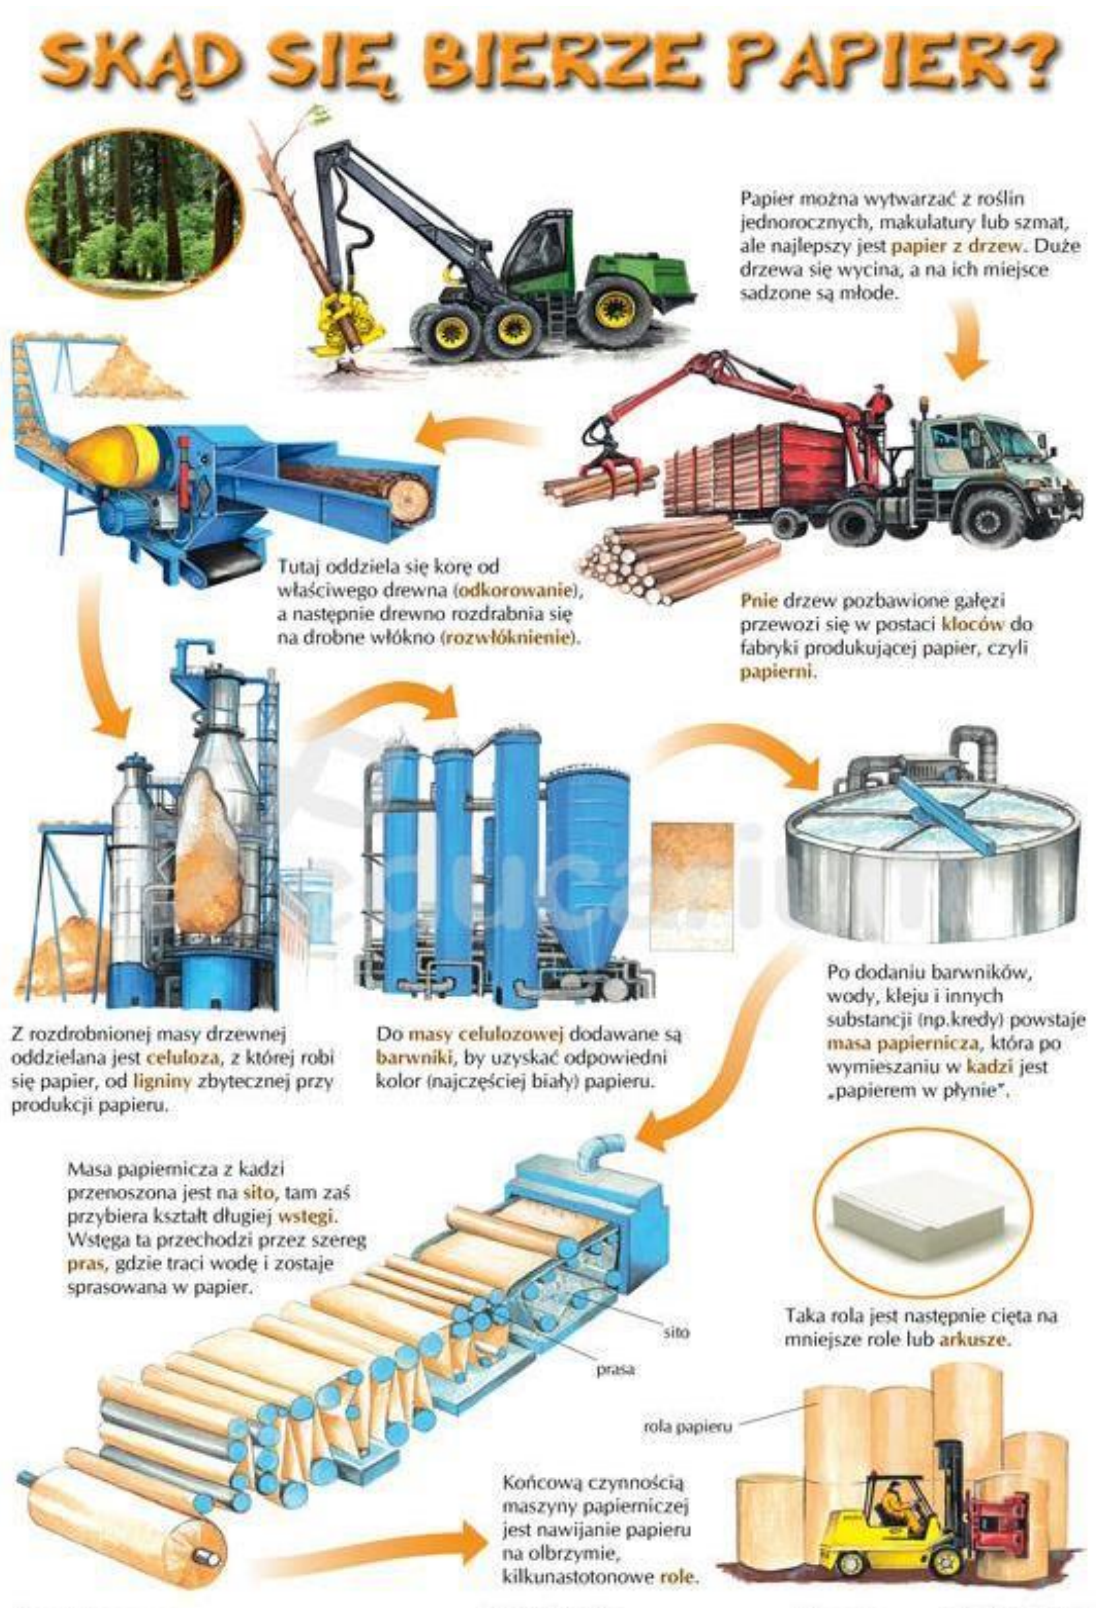 SKĄD SIĘ BIERZE PAPIER?
Papier można wytwarzać z roślin
jednorocznych, makulatury lub szmat,
ale najlepszy jest papier z drzew. Duże
drzewa się wycina, a na ich miejsce
sadzone są młode.
Pnie drzew pozbawione gałęzi
przewozi się w postaci kloców do
fabryki produkującej papier, czyli
papierni.
Tutaj oddziela się korę od
właściwego drewna (odkorowanie),
a następnie drewno rozdrabnia się
na drobne włókno (rozwłóknienie).
educarium
Z rozdrobnionej masy drzewnej
oddzielana jest celuloza, z której robi
się papier, od ligniny zbytecznej przy
produkcji papieru.
Do masy celulozowej dodawane są
barwniki, by uzyskać odpowiedni
kolor (najczęściej biały) papieru.
Po dodaniu barwników,
wody, kleju i innych
substancji (np.kredy) powstaje
masa papiernicza, która po
wymieszaniu w kadzi jest
„papierem w płynie”.
Masa papiernicza z kadzi
przenoszona jest na sito, tam zaś
przybiera kształt długiej wstęgi.
Wstęga ta przechodzi przez szereg
pras, gdzie traci wodę i zostaje
sprasowana w papier.
sito
prasa
Końcową czynnością
maszyny papierniczej
jest nawijanie papieru
na olbrzymie,
kilkunastotonowe role.
Taka rola jest następnie cięta na
mniejsze role lub arkusze.
rola papieru